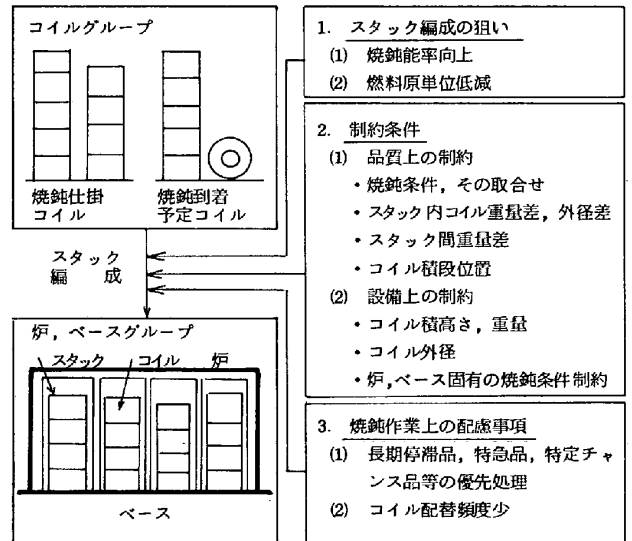 コイルグループ
焼鈍仕掛
コイル
焼鈍到着
予定コイル
スタック
編　成
炉，ベースグループ
スタック　コイル　炉
ベース
1. スタック編成の狙い
(1) 焼鈍能率向上
(2) 燃料原単位低減
2. 制約条件
(1) 品質上の制約
・焼鈍条件，その取合せ
・スタック内コイル重量差，外径差
・スタック間重量差
・コイル積段位置
(2) 設備上の制約
・コイル積高さ，重量
・コイル外径
・炉，ベース固有の焼鈍条件制約
3. 焼鈍作業上の配慮事項
(1) 長期停滞品，特急品，特定チャ
ンス品等の優先処理
(2) コイル配替頻度少